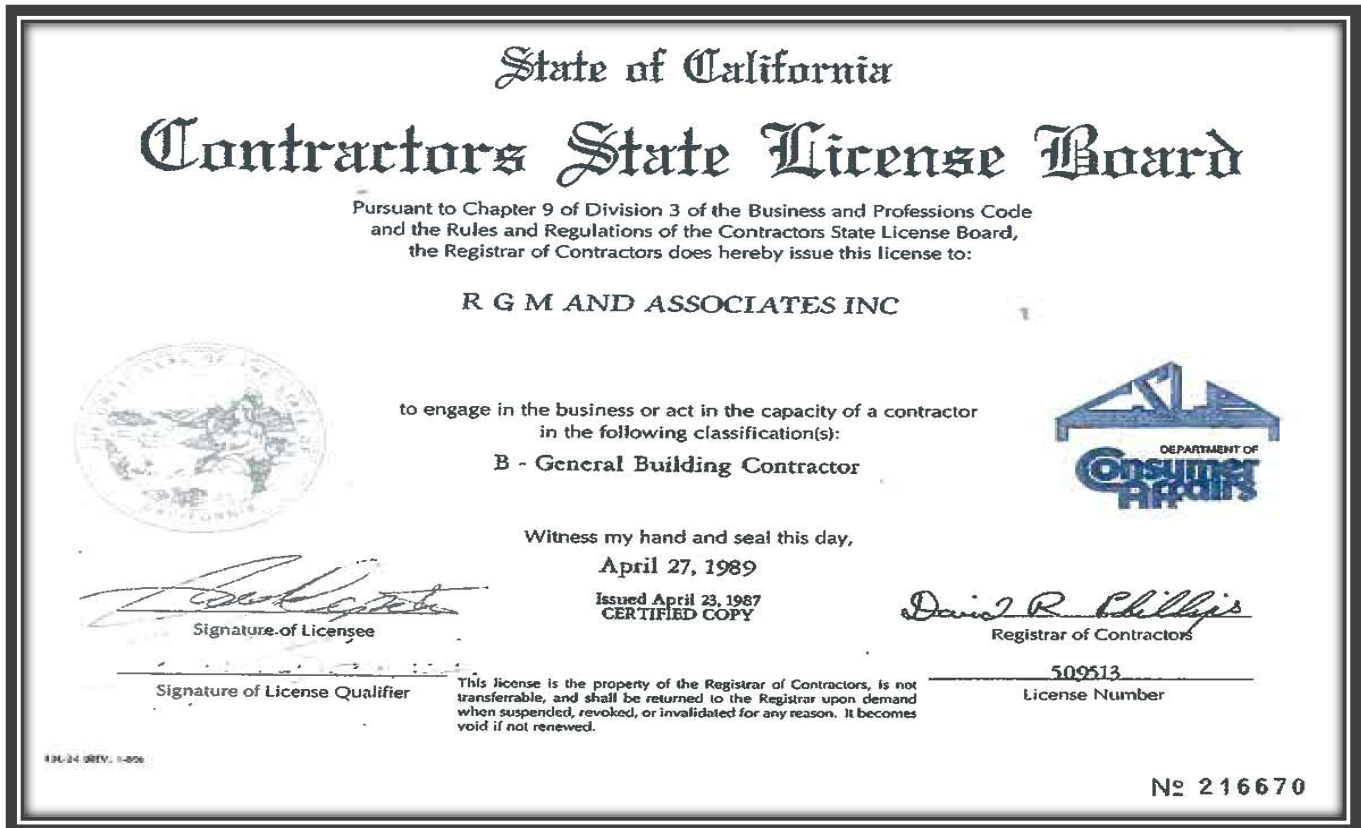 State of California
Contractors State License Board
Pursuant to Chapter 9 of Division 3 of the Business and Professions Code
and the Rules and Regulations of the Contractors State License Board,
the Registrar of Contractors does hereby issue this license to:
R G M AND ASSOCIATES INC
to engage in the business or act in the capacity of a contractor
in the following classification(s):
B - General Building Contractor
CSLB
DEPARTMENT OF
Consumer
Affairs
CALIFORNIA
Witness my hand and seal this day,
April 27, 1989
Issued April 23, 1987
CERTIFIED COPY
Signature of Licensee
David R Phillips
Registrar of Contractors
Signature of License Qualifier
509513
License Number
This license is the property of the Registrar of Contractors, is not
transferrable, and shall be returned to the Registrar upon demand
when suspended, revoked, or invalidated for any reason. It becomes
void if not renewed.
Nº 216670